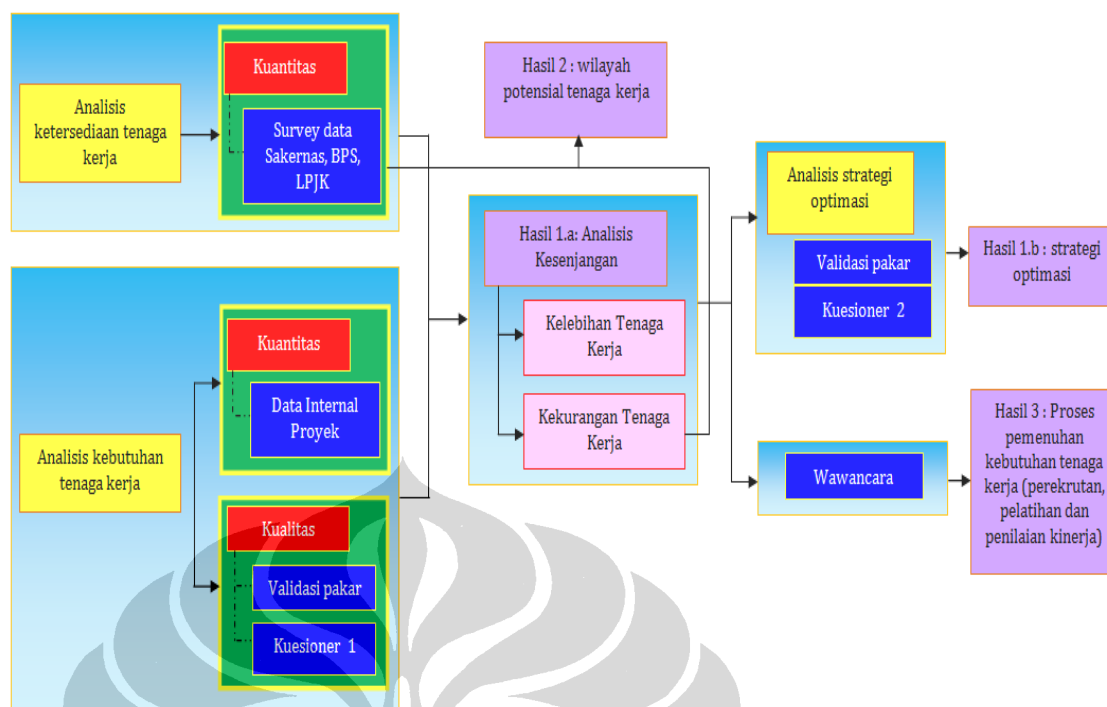 Analisis
ketersediaan tenaga
kerja
Kuantitas
Survey data
Sakernas, BPS,
LPJK
Hasil 2 : wilayah
potensial tenaga kerja
Analisis kebutuhan
tenaga kerja
Kuantitas
Data Internal
Proyek
Kualitas
Validasi pakar
Kuesioner 1
Hasil 1.a: Analisis
Kesenjangan
Kelebihan Tenaga
Kerja
Kekurangan Tenaga
Kerja
Analisis strategi
optimasi
Validasi pakar
Kuesioner 2
Hasil 1.b : strategi
optimasi
Wawancara
Hasil 3 : Proses
pemenuhan
kebutuhan tenaga
kerja (perekrutan,
pelatihan dan
penilaian kinerja)